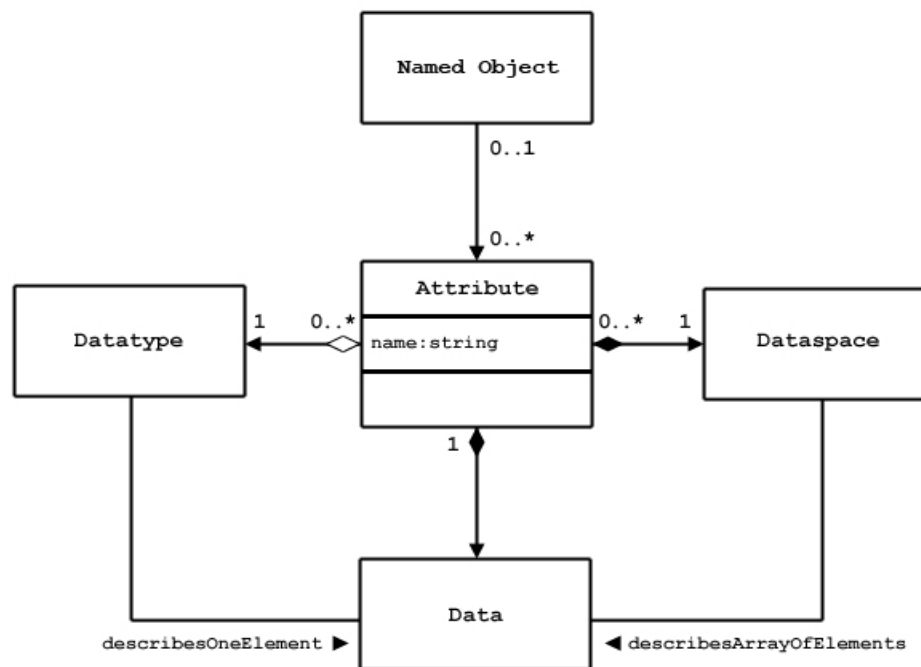 Named Object
0..1
0..*
Attribute
Datatype
1
0..*
name:string
0..*
1
Dataspace
1
Data
describesOneElement ►
◄ describesArrayOfElements